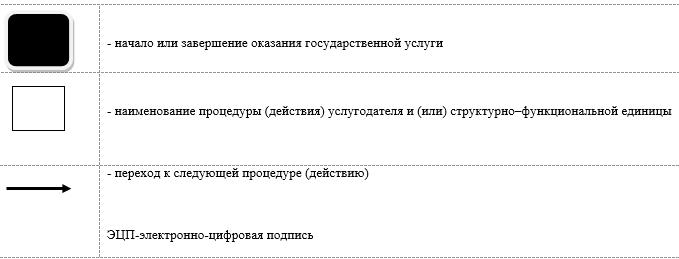 - начало или завершение оказания государственной услуги
- наименование процедуры (действия) услугодателя и (или) структурно–функциональной единицы
- переход к следующей процедуре (действию)
ЭЦП-электронно-цифровая подпись